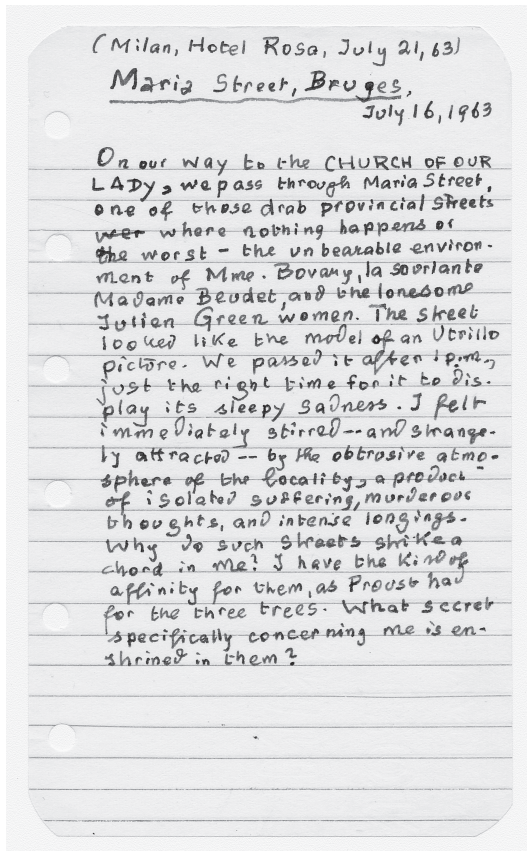 (Milan, Hotel Rosa, July 21, 63)
Maria Street, Bruges,
July 16, 1963
On our way to the CHURCH OF OUR
LADY, we pass through Maria Street,
one of those drab provincial streets
wer where nothing happens or
the worst - the unbearable environ-
ment of Mme. Bovary, la souriante
Madame Beudet, and the lonesome
Julien Green women. The street
looked like the model of an Utrillo
picture. We passed it after 1 p.m.,
just the right time for it to dis-
play its sleepy sadness. I felt
immediately stirred -- and strange-
ly attracted -- by the obtrusive atmo-
sphere of the locality, a product
of isolated suffering, murderous
thoughts, and intense longings.
Why do such streets strike a
chord in me? I have the kind of
affinity for them, as Proust had
for the three trees. What secret
specifically concerning me is en-
shrined in them?